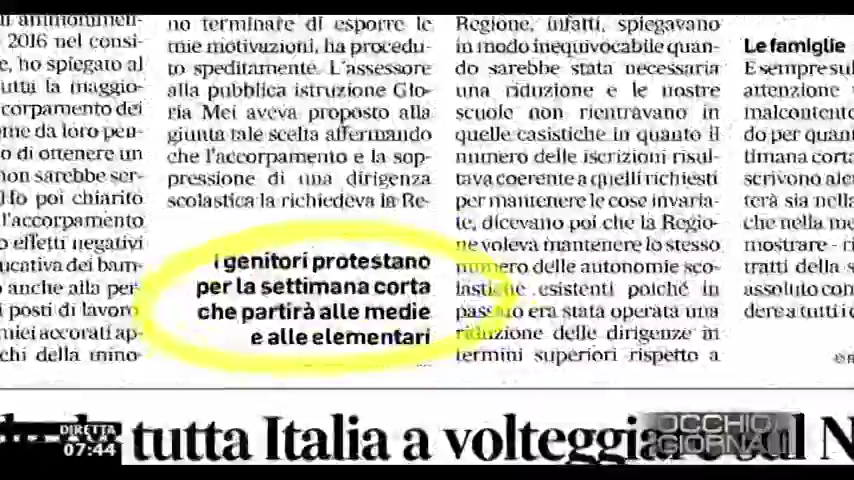 2016 nel consi-
e, ho spiegato al
utta la maggio-
corpamento dei
me da loro pen-
o di ottenere un
non sarebbe ser-
Ho poi chiarito
l'accorpamento
o effetti negativi
ucativa dei bam-
o anche alla per-
i posti di lavoro
miei accorati ap-
chi della mino-
no terminare di esporre le
mie motivazioni, ha procedu-
to speditamente. L'assessore
alla pubblica istruzione Glo-
ria Mei aveva proposto alla
giunta tale scelta affermando
che l'accorpamento e la sop-
pressione di una dirigenza
scolastica la richiedeva la Re-
I genitori protestano
per la settimana corta
che partirà alle medie
e alle elementari
Regione, infatti, spiegavano
in modo inequivocabile quan-
do sarebbe stata necessaria
una riduzione e le nostre
scuole non rientravano in
quelle casistiche in quanto il
numero delle iscrizioni risul-
tava coerente a quelli richiesti
per mantenere le cose invaria-
te, dicevano poi che la Regio-
ne voleva mantenere lo stesso
numero delle autonomie sco-
lastiche esistenti poiché in
passato era stata operata una
riduzione delle dirigenze in
termini superiori rispetto a
Le famiglie
E sempre sul
attenzione
malcontento
do per quan
timana corta
scrivono alcu
terà sia nella
che nella me
mostrare - ri
tratti della s
assoluto con
dere a tutti i c
tutta Italia a volteggiare sul N
DIRETTA
07:44
OCCHIO
GIORNALI